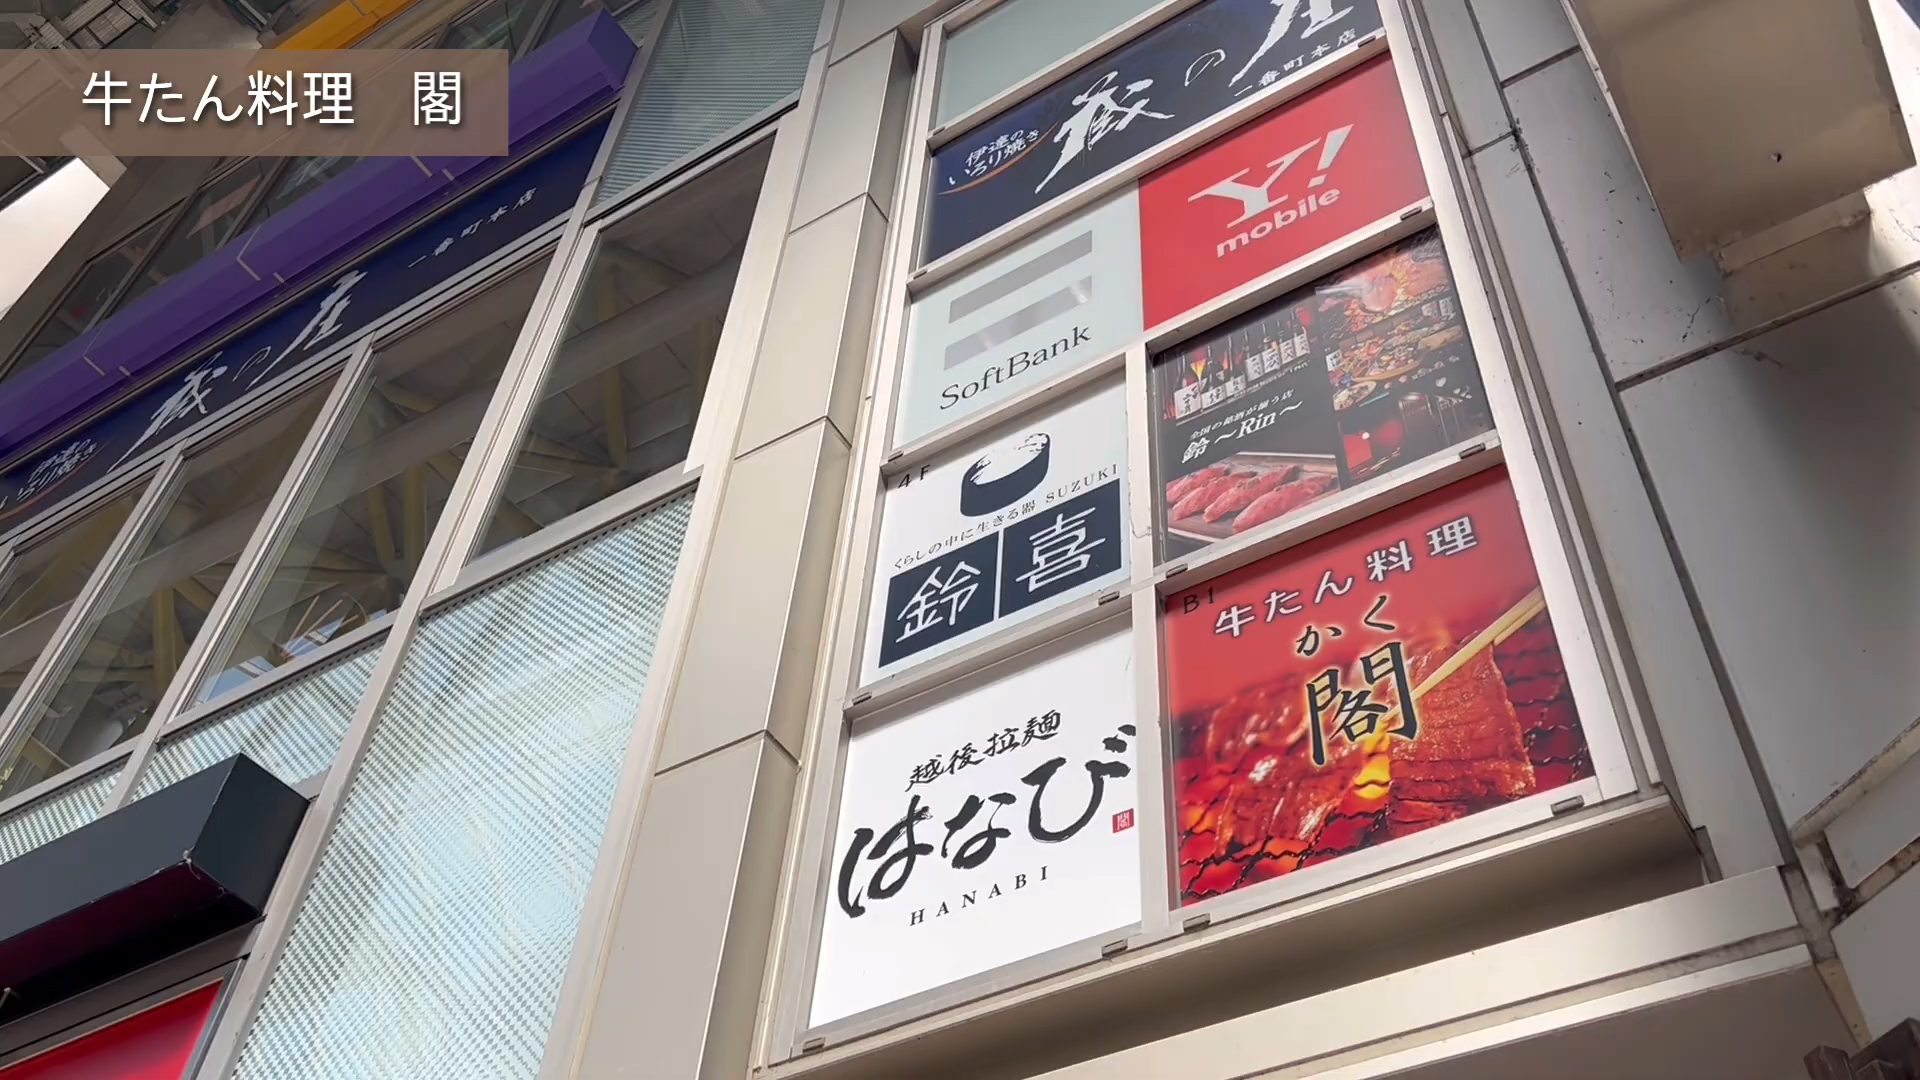 牛たん料理　閣
伊達の
いろり焼き
蔵の庄
一番町本店
伊達の
いろり焼き
蔵の庄
一番町本店
SoftBank
Y!
mobile
4F
くらしの中に生きる器 SUZUKI
鈴喜
全国の銘酒が揃う店
鈴～Rin～
越後拉麺
はなび
HANABI
B1
牛たん料理
かく
閣